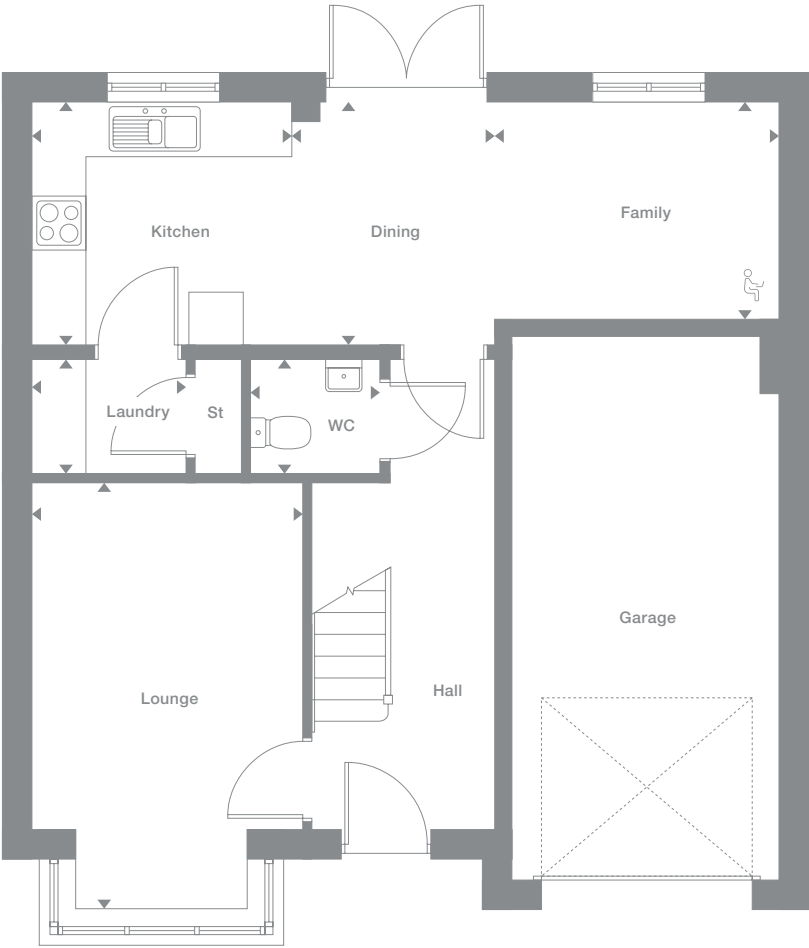 Kitchen
Dining
Family
Laundry
St
WC
Garage
Lounge
Hall